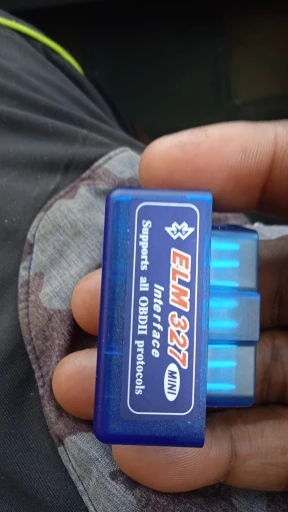 ELM 327 MINI
Interface
Supports all OBDII protocols